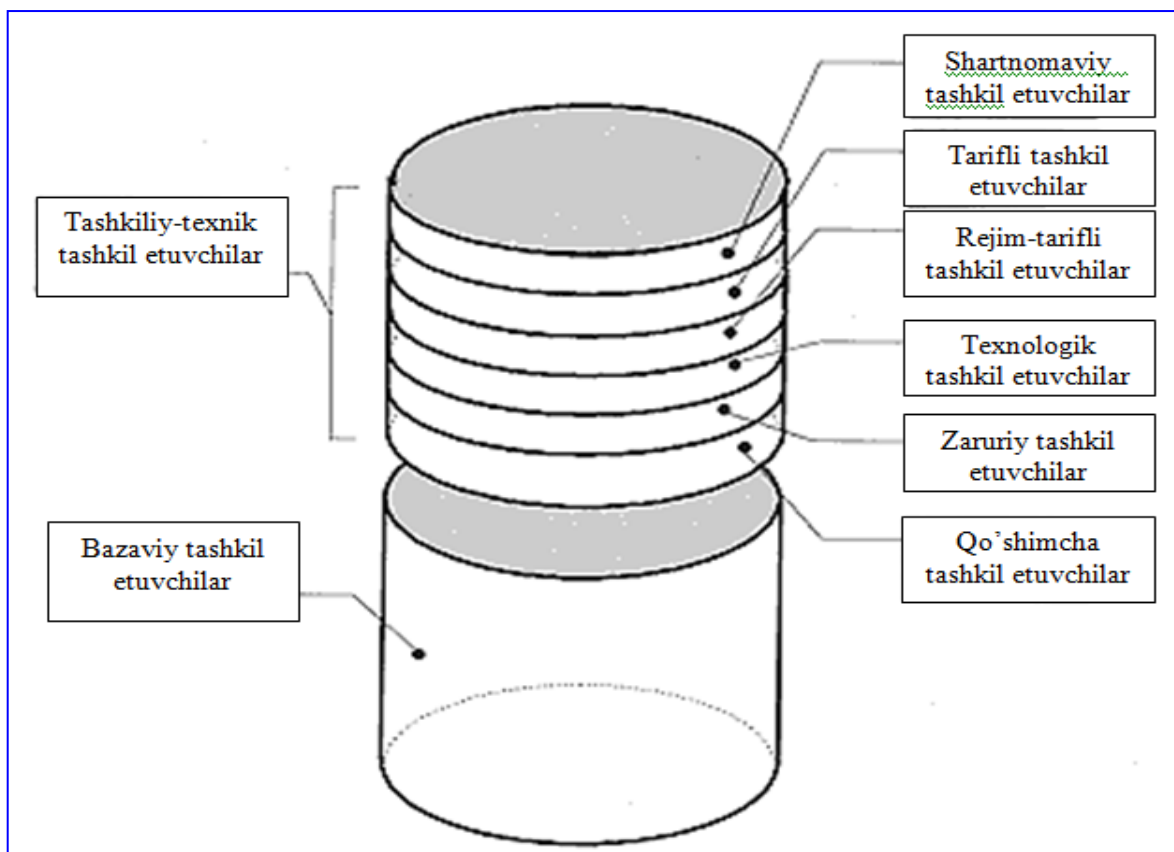 Shartnomaviy
tashkil etuvchilar
Tarifli tashkil
etuvchilar
Rejim-tarifli
tashkil etuvchilar
Texnologik
tashkil etuvchilar
Zaruriy tashkil
etuvchilar
Qo’shimcha
tashkil etuvchilar
Tashkiliy-texnik
tashkil etuvchilar
Bazaviy tashkil
etuvchilar